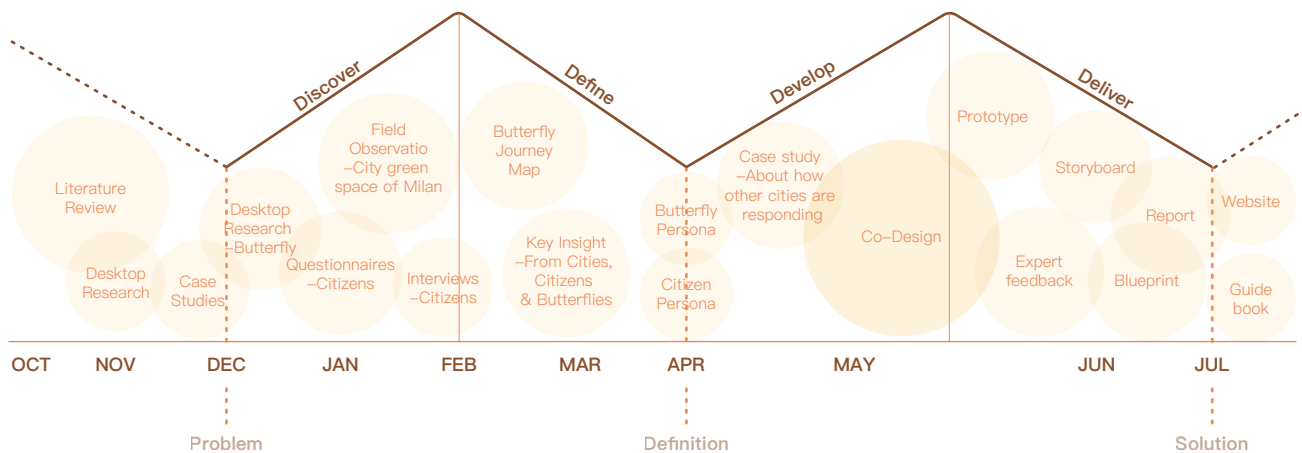 Discover
Define
Develop
Deliver
Literature
Review
Desktop
Research
Case
Studies
Desktop
Research
–Butterfly
Field
Observatio
–City green
space of Milan
Questionnaires
–Citizens
Interviews
–Citizens
Butterfly
Journey
Map
Key Insight
–From Cities,
Citizens
& Butterflies
Butterfly
Persona
Citizen
Persona
Case study
–About how
other cities are
responding
Co–Design
Prototype
Storyboard
Expert
feedback
Report
Blueprint
Website
Guide
book
OCT
NOV
DEC
JAN
FEB
MAR
APR
MAY
JUN
JUL
Problem
Definition
Solution